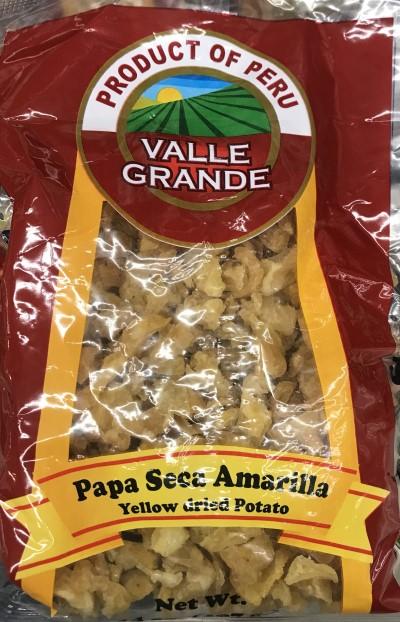 PRODUCT OF PERU
VALLE
GRANDE
Papa Seca Amarilla
Yellow dried Potato
Net Wt.